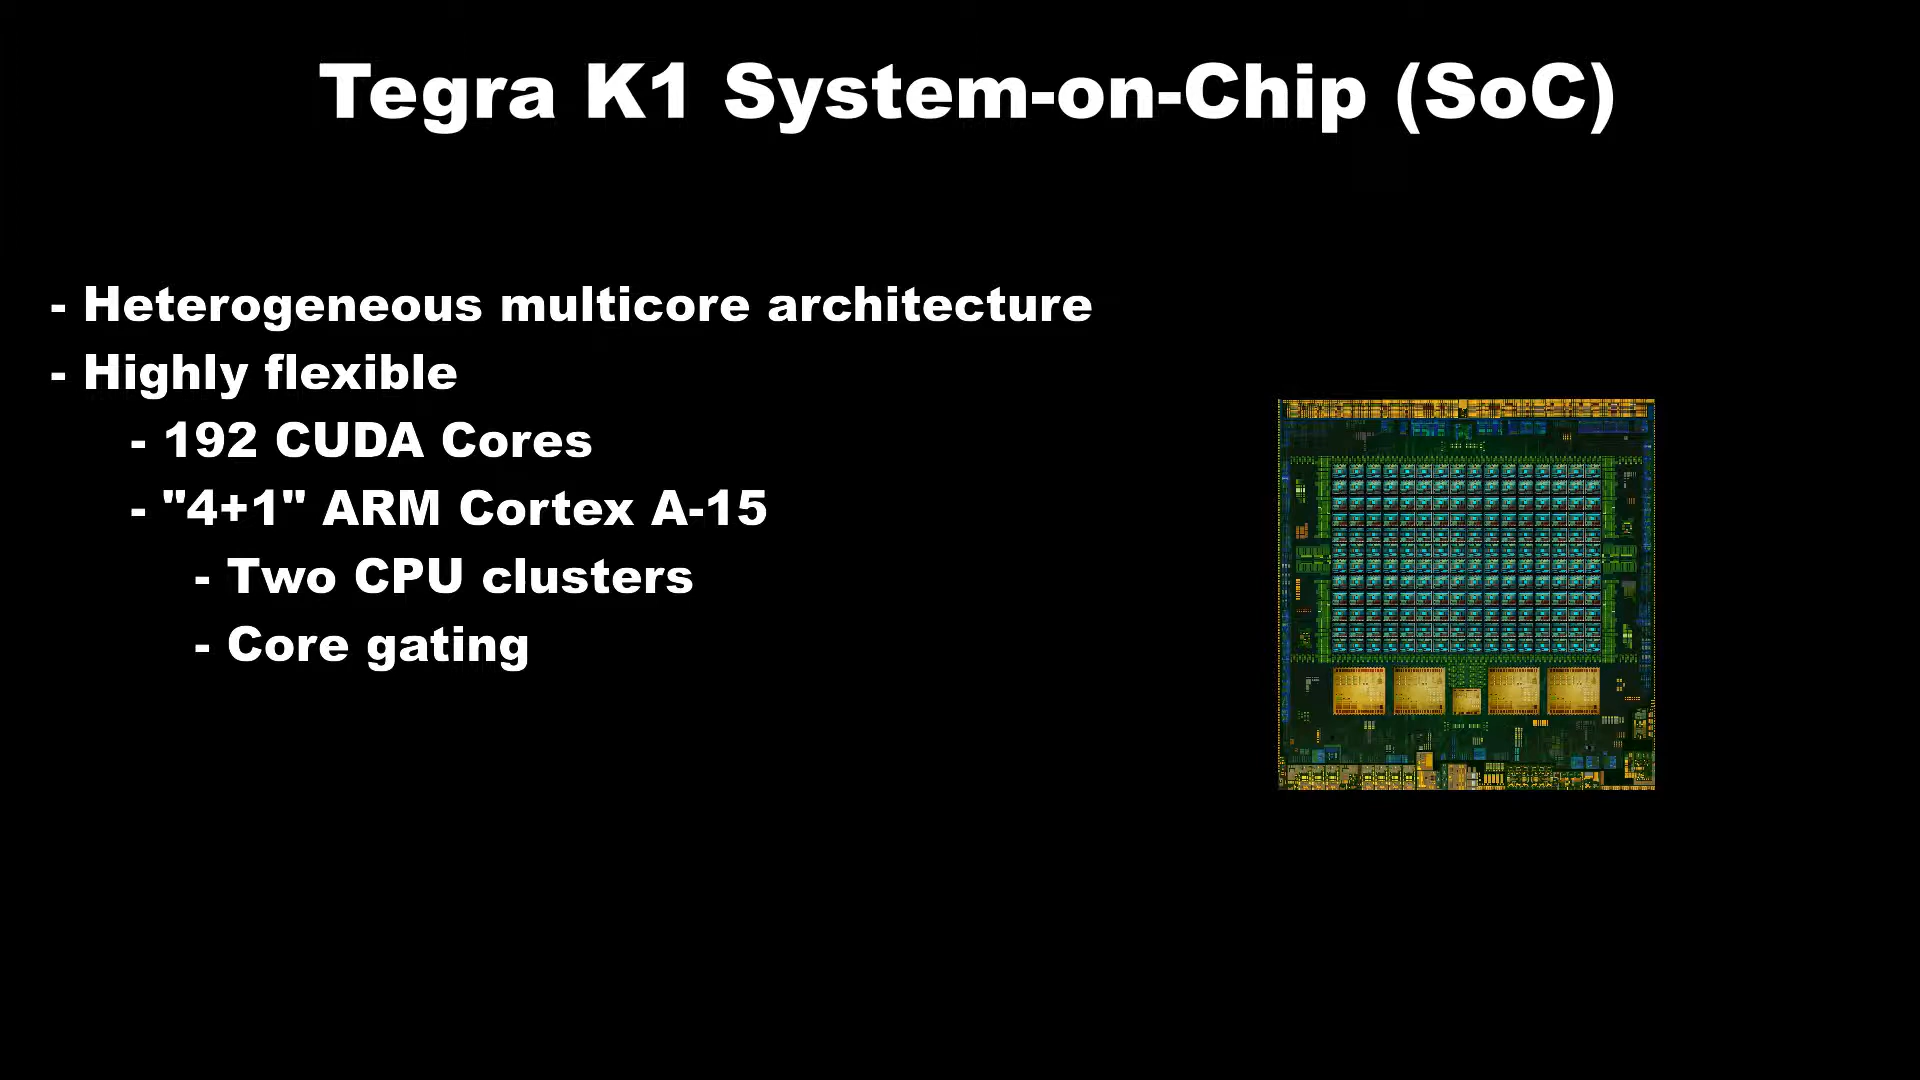 Tegra K1 System-on-Chip (SoC)
- Heterogeneous multicore architecture
- Highly flexible
- 192 CUDA Cores
- "4+1" ARM Cortex A-15
- Two CPU clusters
- Core gating